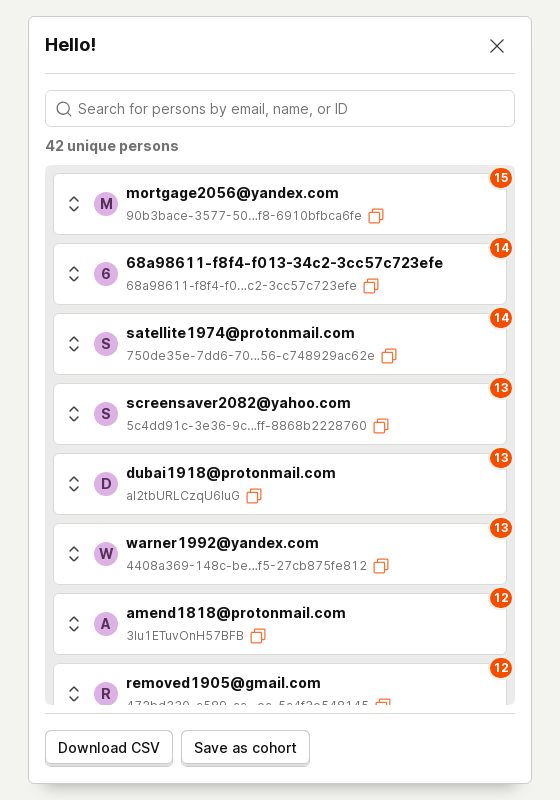 Hello!
Search for persons by email, name, or ID
42 unique persons
15
M
mortgage2056@yandex.com
90b3bace-3577-50...f8-6910bfbca6fe
14
6
68a98611-f8f4-f013-34c2-3cc57c723efe
68a98611-f8f4-f0...c2-3cc57c723efe
14
S
satellite1974@protonmail.com
750de35e-7dd6-70...56-c748929ac62e
13
S
screensaver2082@yahoo.com
5c4dd91c-3e36-9c...ff-8868b2228760
13
D
dubai1918@protonmail.com
al2tbURLCzqU6luG
13
W
warner1992@yandex.com
4408a369-148c-be...f5-27cb875fe812
12
A
amend1818@protonmail.com
3lu1ETuvOnH57BFB
12
R
removed1905@gmail.com
Download CSV
Save as cohort